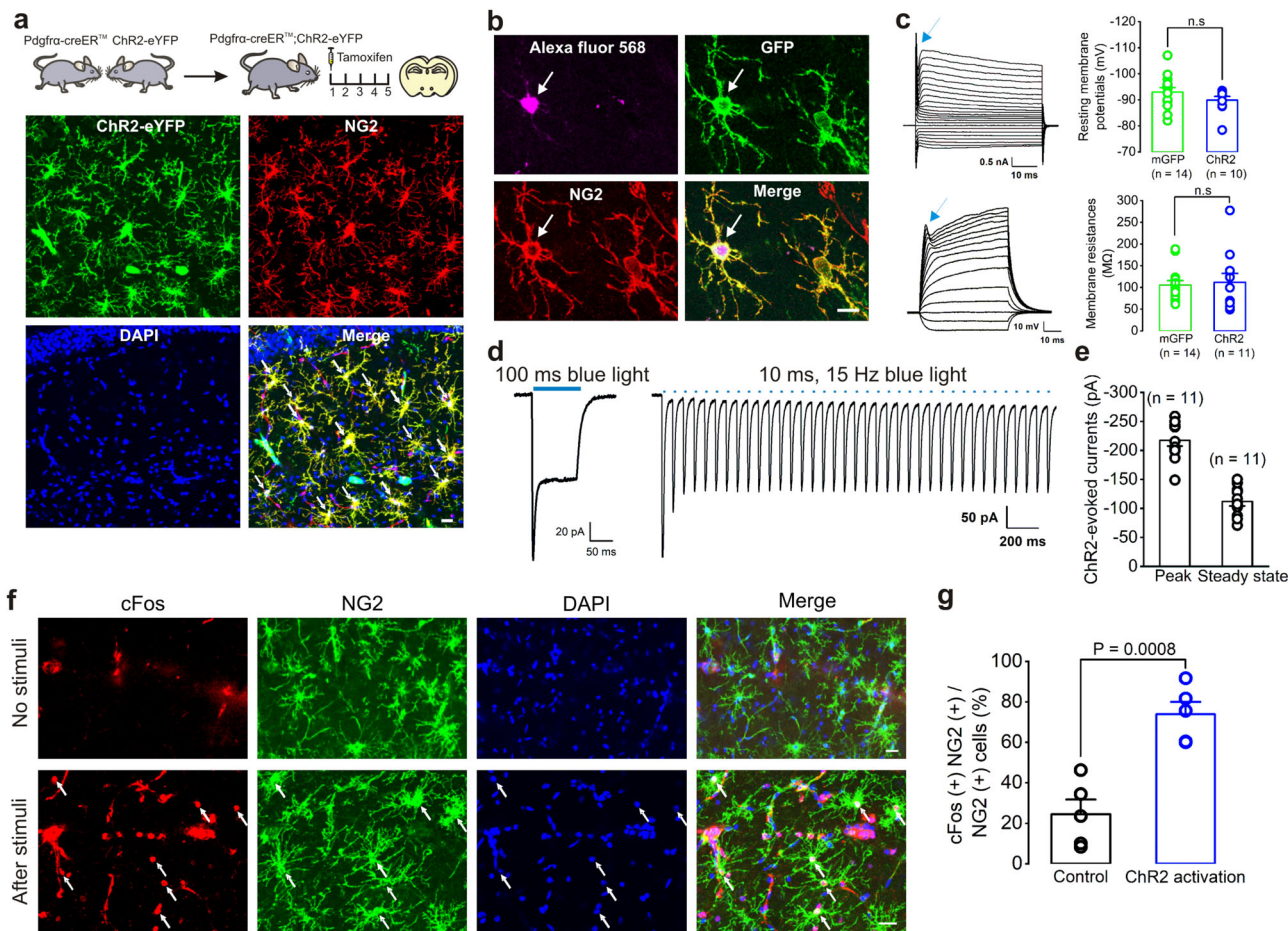 a
Pdgfrα-creER™ ChR2-eYFP
Pdgfrα-creER™;ChR2-eYFP
Tamoxifen
1 2 3 4 5
ChR2-eYFP
NG2
DAPI
Merge
b
Alexa fluor 568
GFP
NG2
Merge
c
0.5 nA
10 ms
Resting membrane
potentials (mV)
-120
-110
-100
-90
-80
-70
n.s
mGFP
(n = 14)
ChR2
(n = 10)
10 mV
10 ms
Membrane resistances
(MΩ)
300
250
200
150
100
50
0
n.s
mGFP
(n = 14)
ChR2
(n = 11)
d
100 ms blue light
20 pA
50 ms
10 ms, 15 Hz blue light
50 pA
200 ms
e
ChR2-evoked currents (pA)
-300
-250
-200
-150
-100
-50
0
(n = 11)
(n = 11)
Peak
Steady state
f
cFos
NG2
DAPI
Merge
No stimuli
After stimuli
g
P = 0.0008
cFos (+) NG2 (+) /
NG2 (+) cells (%)
100
80
60
40
20
0
Control
ChR2 activation